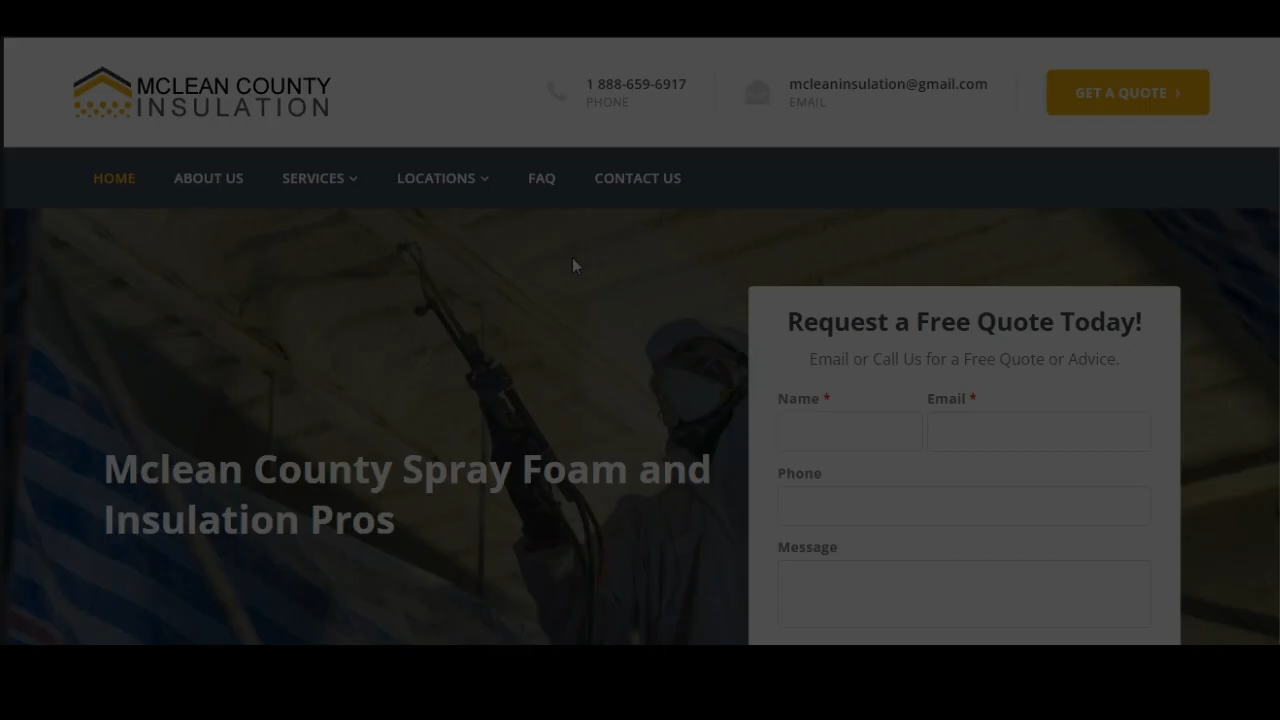 MCLEAN COUNTY
INSULATION
1 888-659-6917
PHONE
mcleaninsulation@gmail.com
EMAIL
GET A QUOTE
HOME
ABOUT US
SERVICES
LOCATIONS
FAQ
CONTACT US
Mclean County Spray Foam and
Insulation Pros
Request a Free Quote Today!
Email or Call Us for a Free Quote or Advice.
Name *
Email *
Phone
Message